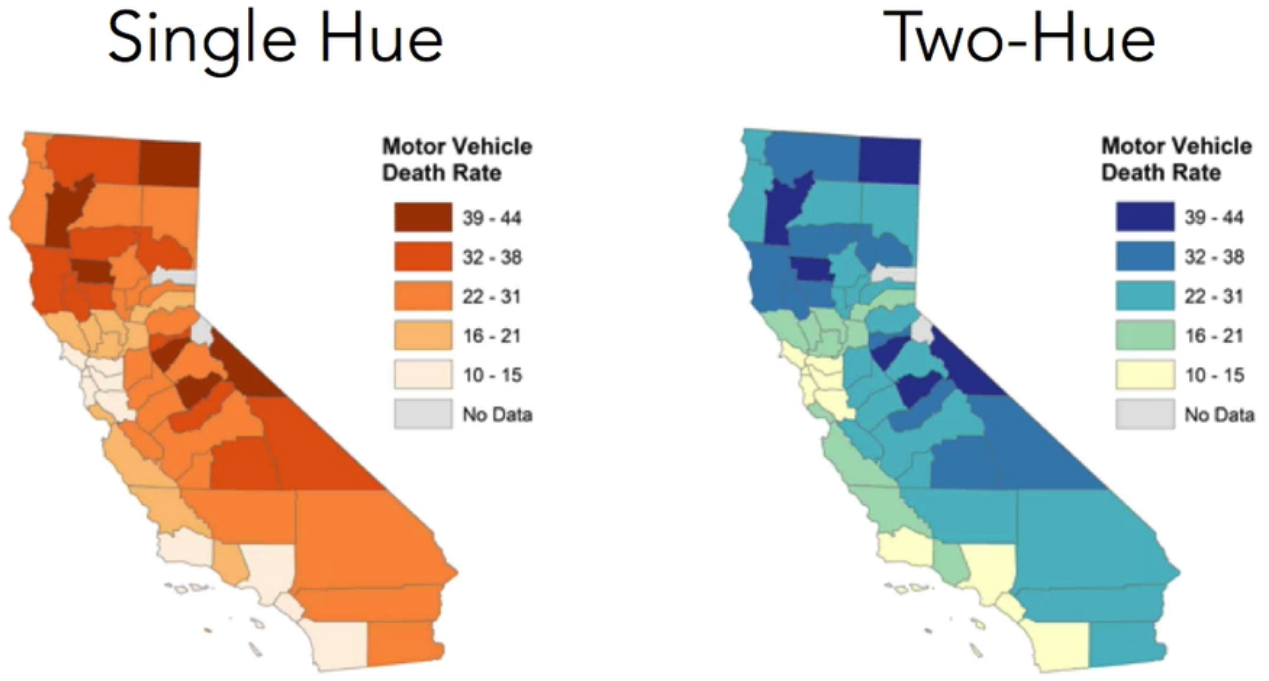 Single Hue
Two-Hue
Motor Vehicle
Death Rate
39 - 44
32 - 38
22 - 31
16 - 21
10 - 15
No Data
Motor Vehicle
Death Rate
39 - 44
32 - 38
22 - 31
16 - 21
10 - 15
No Data